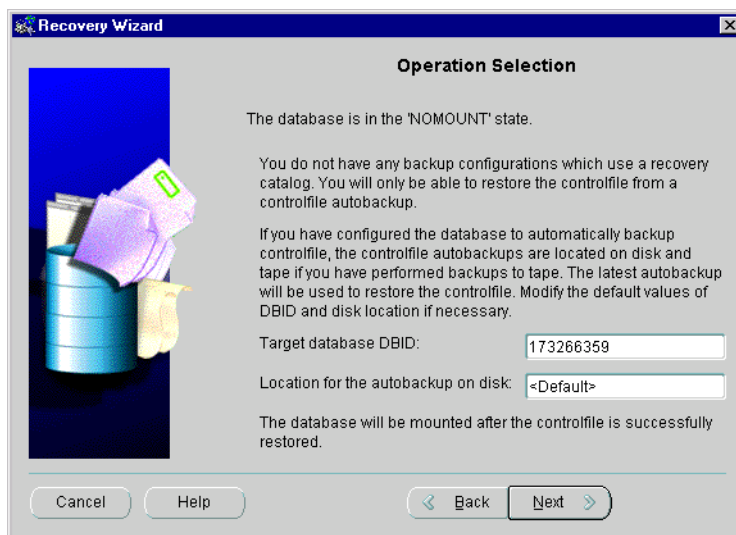 Recovery Wizard
Operation Selection
The database is in the 'NOMOUNT' state.
You do not have any backup configurations which use a recovery
catalog. You will only be able to restore the controlfile from a
controlfile autobackup.
If you have configured the database to automatically backup
controlfile, the controlfile autobackups are located on disk and
tape if you have performed backups to tape. The latest autobackup
will be used to restore the controlfile. Modify the default values of
DBID and disk location if necessary.
Target database DBID: 173266359
Location for the autobackup on disk: <Default>
The database will be mounted after the controlfile is successfully
restored.
Cancel Help Back Next